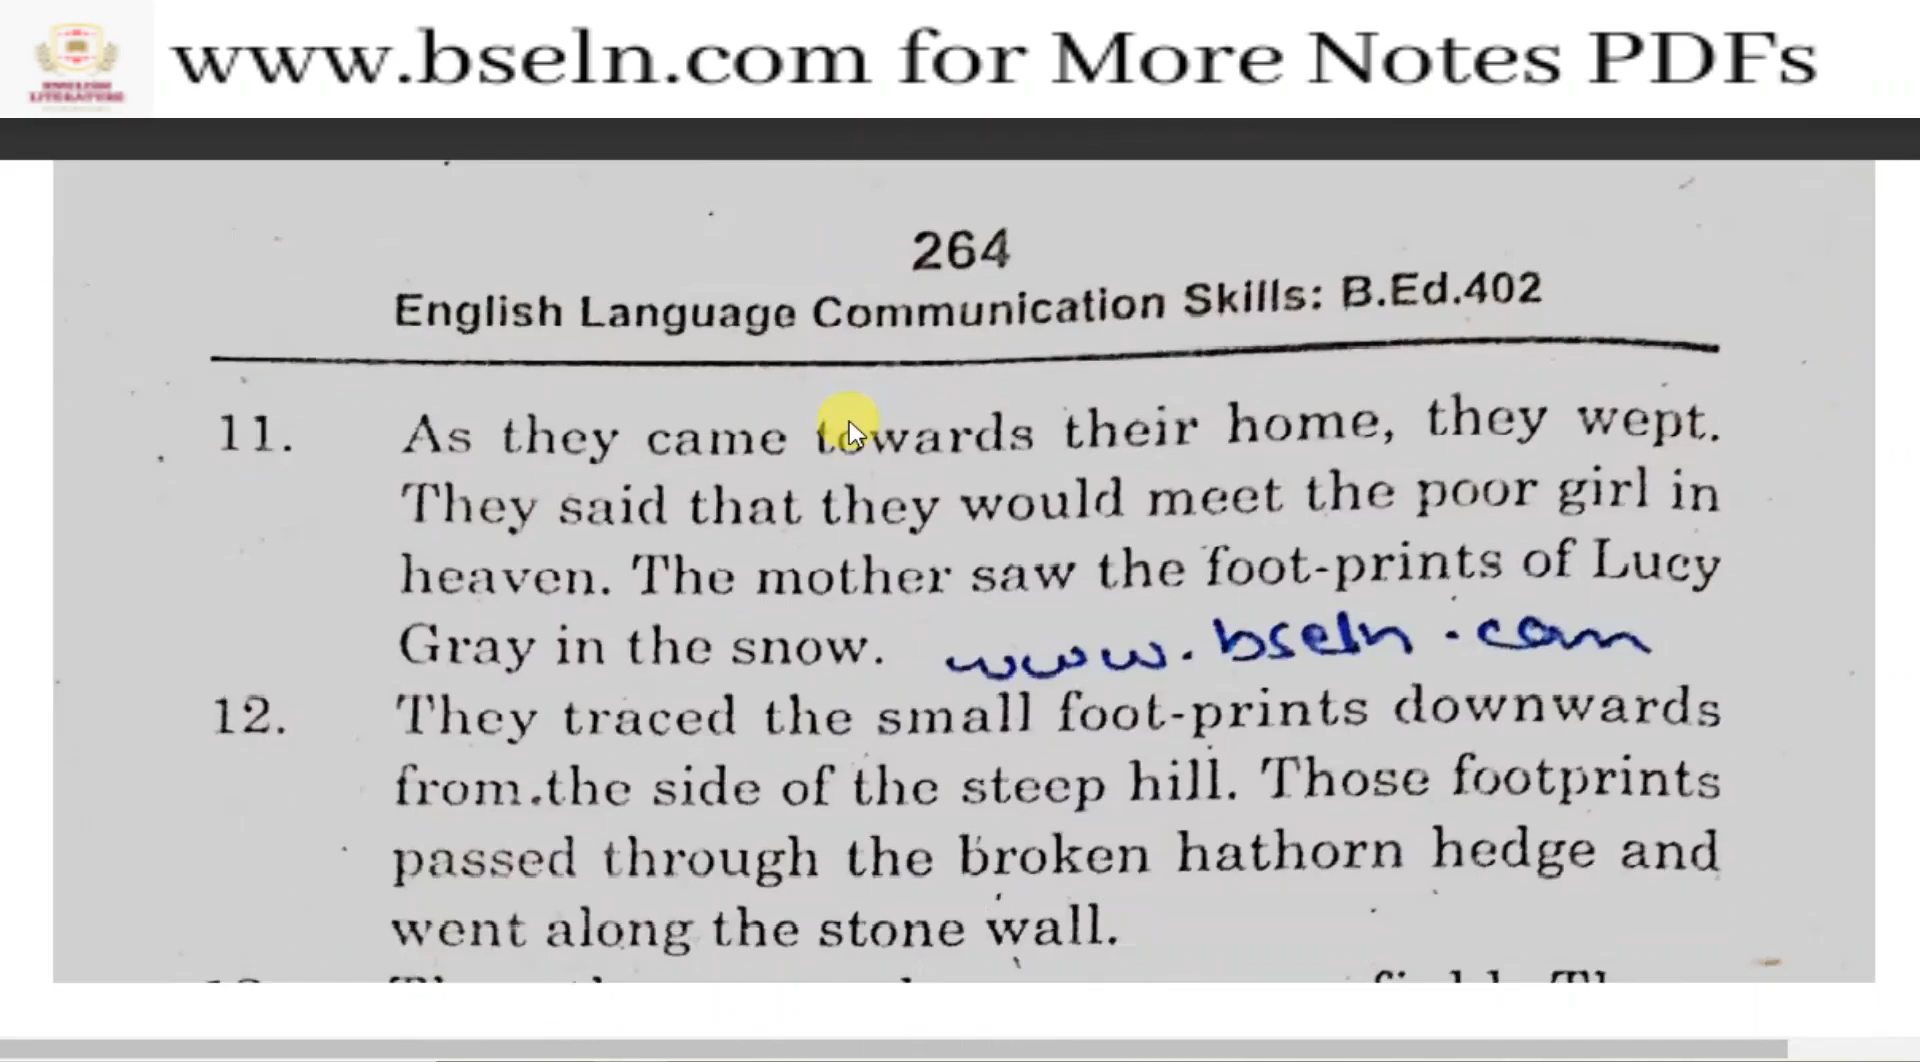 www.bseln.com for More Notes PDFs
ENGLISH
LITERATURE
264
English Language Communication Skills: B.Ed.402
11. As they came towards their home, they wept.
They said that they would meet the poor girl in
heaven. The mother saw the foot-prints of Lucy
Gray in the snow. www.bseln.com
12. They traced the small foot-prints downwards
from.the side of the steep hill. Those footprints
passed through the broken hathorn hedge and
went along the stone wall.